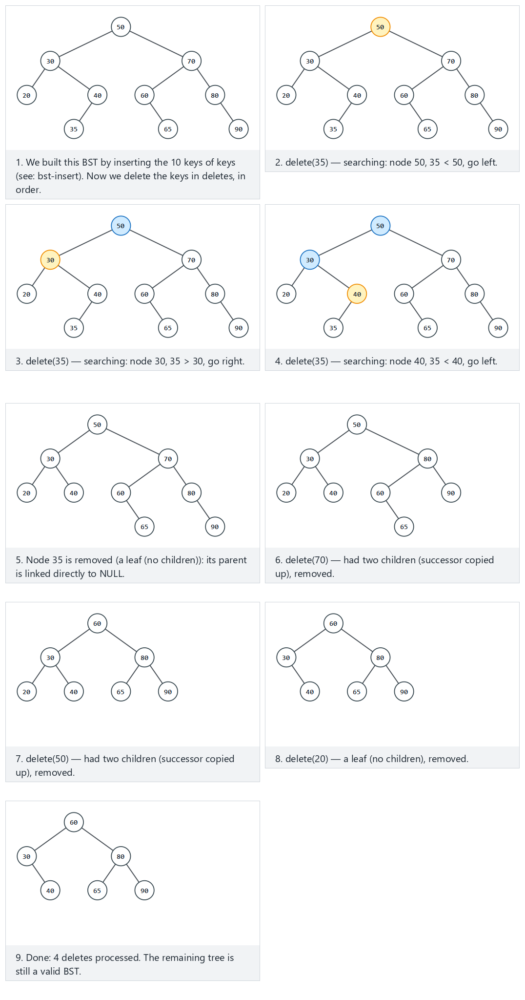 50
30 70
20 40 60 80
35 65 90
1. We built this BST by inserting the 10 keys of keys
(see: bst-insert). Now we delete the keys in deletes, in
order.
50
30 70
20 40 60 80
35 65 90
2. delete(35) — searching: node 50, 35 < 50, go left.
50
30 70
20 40 60 80
35 65 90
3. delete(35) — searching: node 30, 35 > 30, go right.
50
30 70
20 40 60 80
35 65 90
4. delete(35) — searching: node 40, 35 < 40, go left.
50
30 70
20 40 60 80
65 90
5. Node 35 is removed (a leaf (no children)): its parent
is linked directly to NULL.
50
30 80
20 40 60 90
65
6. delete(70) — had two children (successor copied
up), removed.
60
30 80
20 40 65 90
7. delete(50) — had two children (successor copied
up), removed.
60
30 80
40 65 90
8. delete(20) — a leaf (no children), removed.
60
30 80
40 65 90
9. Done: 4 deletes processed. The remaining tree is
still a valid BST.